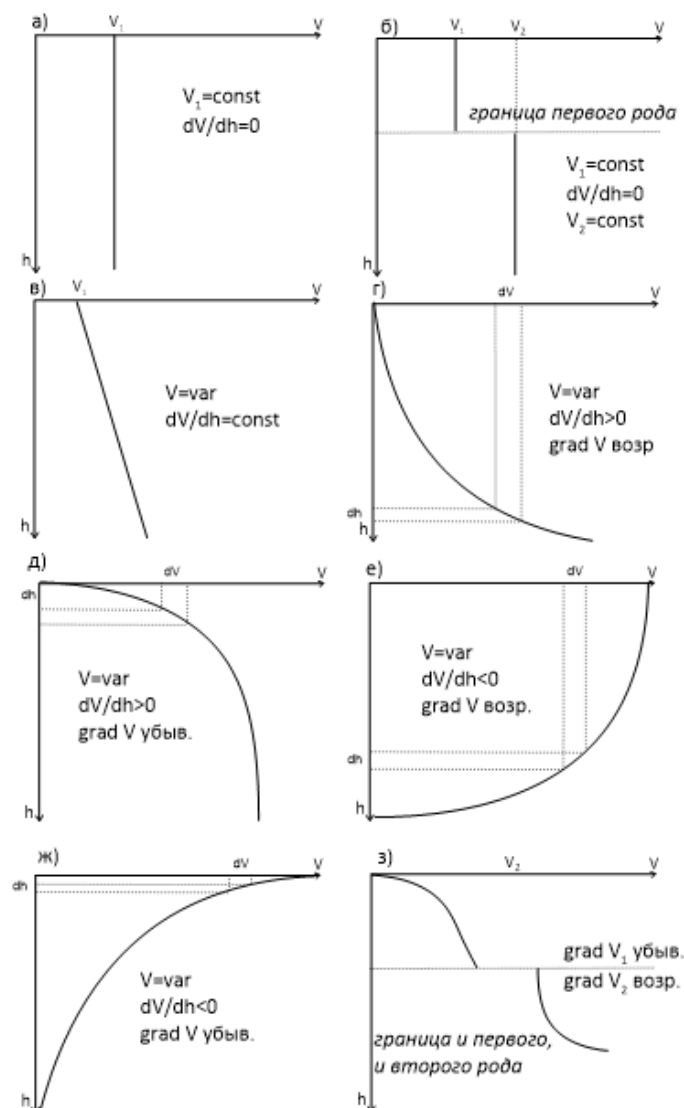 а)
V₁
V
V₁=const
dV/dh=0
h
б)
V₁
V₂
V
граница первого рода
V₁=const
dV/dh=0
V₂=const
h
в)
V₁
V
V=var
dV/dh=const
h
г)
dV
V
V=var
dV/dh>0
grad V возр
dh
h
д)
dV
V
dh
V=var
dV/dh>0
grad V убыв.
h
е)
dV
V
V=var
dV/dh<0
grad V возр.
dh
h
ж)
dV
V
dh
V=var
dV/dh<0
grad V убыв.
h
з)
V₂
V
grad V₁ убыв.
grad V₂ возр.
граница и первого,
и второго рода
h